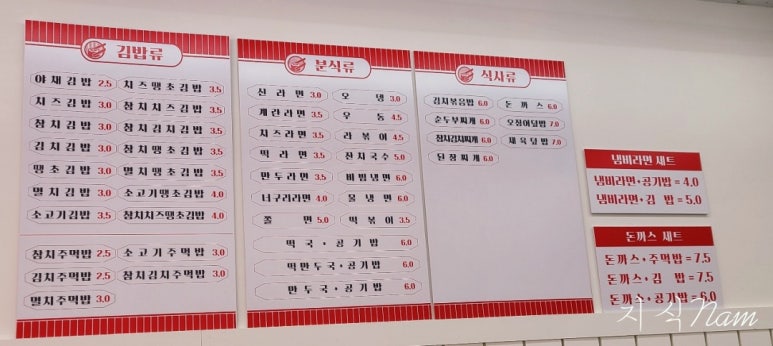 김밥류
야채김밥 2.5 치즈땡초김밥 3.5
치즈김밥 3.0 참치치즈김밥 3.5
참치김밥 3.0 참치김치김밥 3.5
김치김밥 3.0 참치땡초김밥 3.5
땡초김밥 3.0 멸치땡초김밥 3.5
멸치김밥 3.0 소고기땡초김밥 4.0
소고기김밥 3.5 참치치즈땡초김밥 4.0
참치주먹밥 2.5 소고기주먹밥 3.0
김치주먹밥 2.5 참치김치주먹밥 3.0
멸치주먹밥 3.0
분식류
신라면 3.0 오뎅 3.0
계란라면 3.5 우동 4.5
치즈라면 3.5 라볶이 4.5
떡라면 3.5 잔치국수 5.0
만두라면 3.5 비빔냉면 6.0
너구리라면 4.0 물냉면 6.0
쫄면 5.0 떡볶이 3.5
떡국·공기밥 6.0
떡만두국·공기밥 6.0
만두국·공기밥 6.0
식사류
김치볶음밥 6.0 돈까스 6.0
순두부찌개 6.0 오징어덮밥 7.0
참치김치찌개 6.0 제육덮밥 7.0
된장찌개 6.0
냄비라면 세트
냄비라면+공기밥 = 4.0
냄비라면+김밥 = 5.0
돈까스 세트
돈까스+주먹밥 = 7.5
돈까스+김밥 = 7.5
돈까스+공기밥 = 6.0
지식Nam